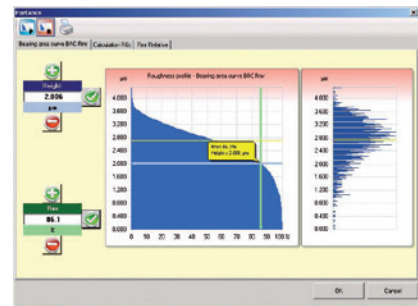 Portance
Bearing area curve BAC Rmr
Calculation Rδc
Rmr Relative
Height
2.006
µm
Rmr
86.1
%
Roughness profile - Bearing area curve BAC Rmr
µm
4.000
3.600
3.200
2.800
2.400
2.000
1.600
1.200
0.800
0.400
0.000
0 10 20 30 40 50 60 70 80 90 100 %
µm
4.000
3.600
3.200
2.800
2.400
2.000
1.600
1.200
0.800
0.400
0.000
OK
Cancel